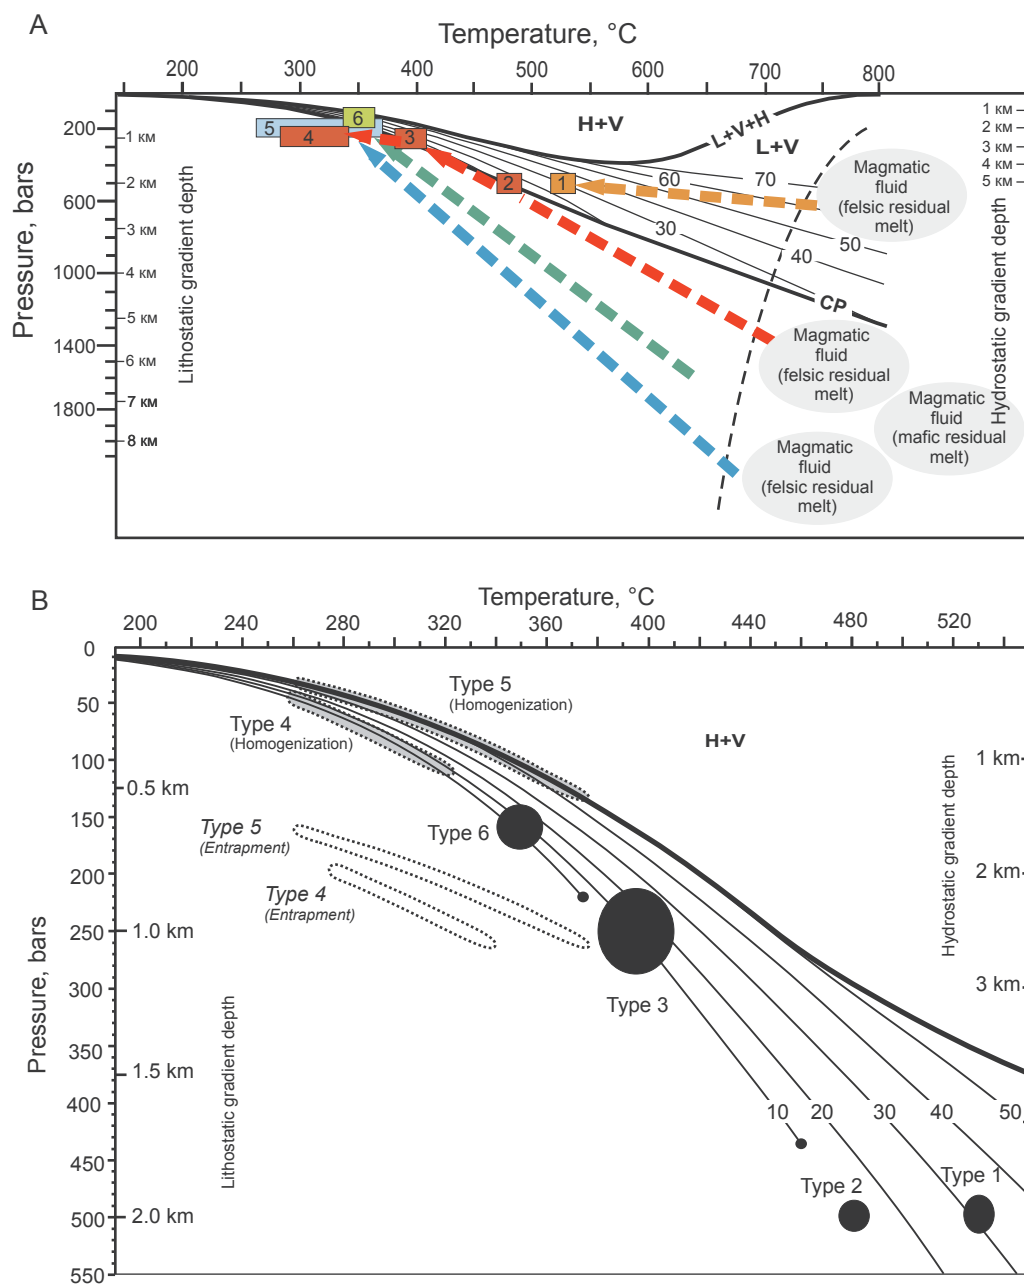 A
Temperature, °C
200
300
400
500
600
700
800
Pressure, bars
200
600
1000
1400
1800
Lithostatic gradient depth
1 км
2 км
3 км
4 км
5 км
6 км
7 км
8 км
1 км
2 км
3 км
4 км
5 км
Hydrostatic gradient depth
H+V
L+V+H
L+V
6
5
4
3
2
1
60
70
30
40
50
CP
Magmatic
fluid
(felsic residual
melt)
Magmatic
fluid
(felsic residual
melt)
Magmatic
fluid
(mafic residual
melt)
Magmatic
fluid
(felsic residual
melt)
B
Temperature, °C
200
240
280
320
360
400
440
480
520
Pressure, bars
0
50
100
150
200
250
300
350
400
450
500
550
0.5 km
1.0 km
1.5 km
2.0 km
Lithostatic gradient depth
1 km
2 km
3 km
Hydrostatic gradient depth
Type 5
(Homogenization)
Type 4
(Homogenization)
H+V
Type 5
(Entrapment)
Type 6
Type 4
(Entrapment)
Type 3
10
20
30
40
50
Type 2
Type 1